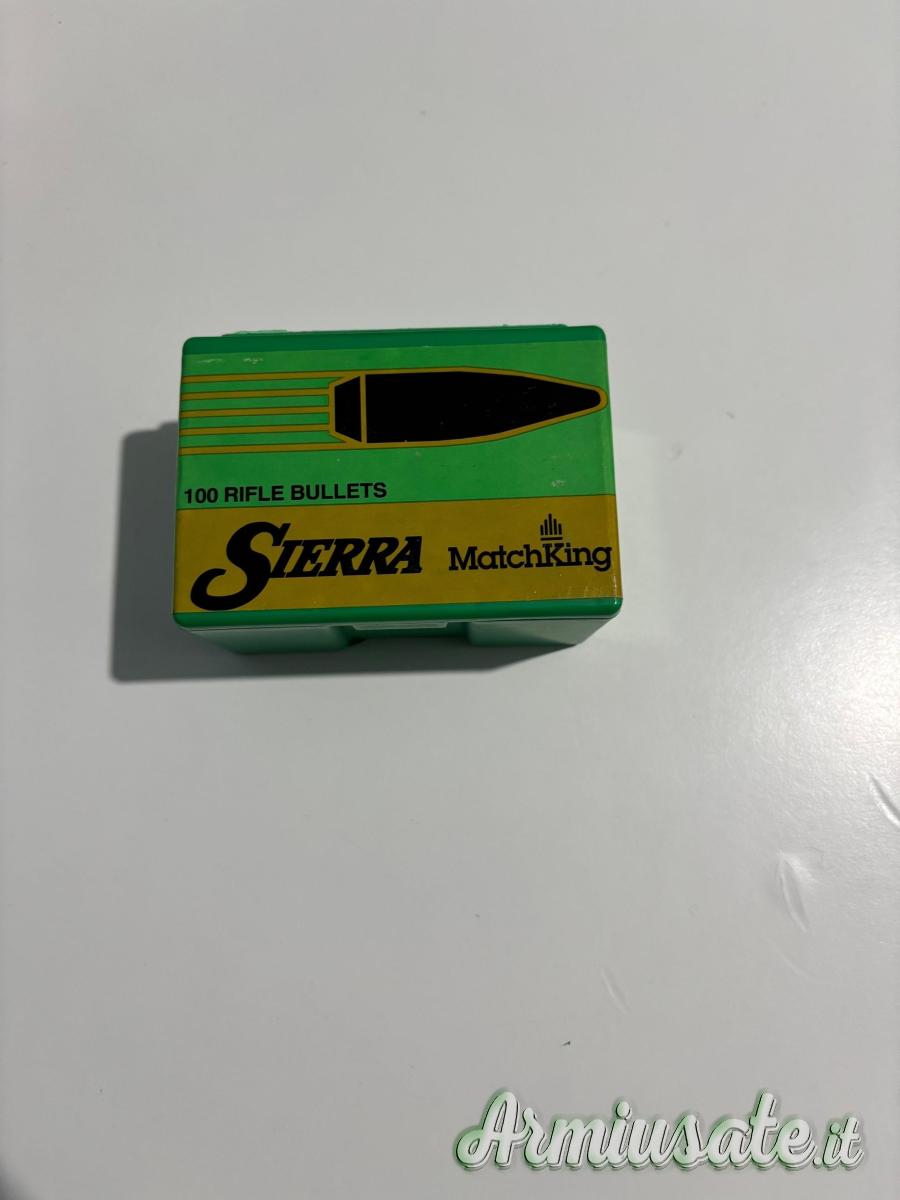 100 RIFLE BULLETS
SIERRA MatchKing
Armiusate.it